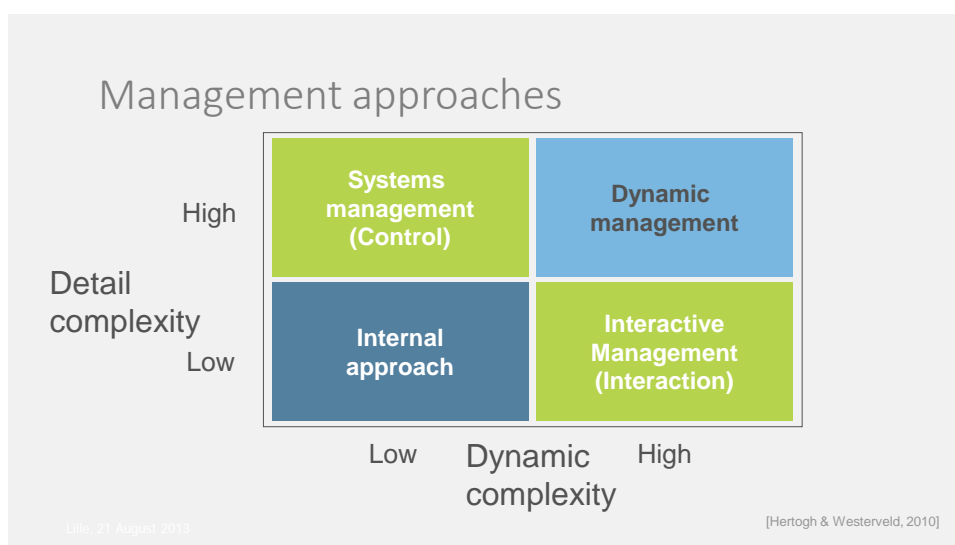 Management approaches
Systems
management
(Control)
Dynamic
management
High
Detail
complexity
Internal
approach
Interactive
Management
(Interaction)
Low
Low
Dynamic
complexity
High
Lille, 21 August 2013
[Hertogh & Westerveld, 2010]